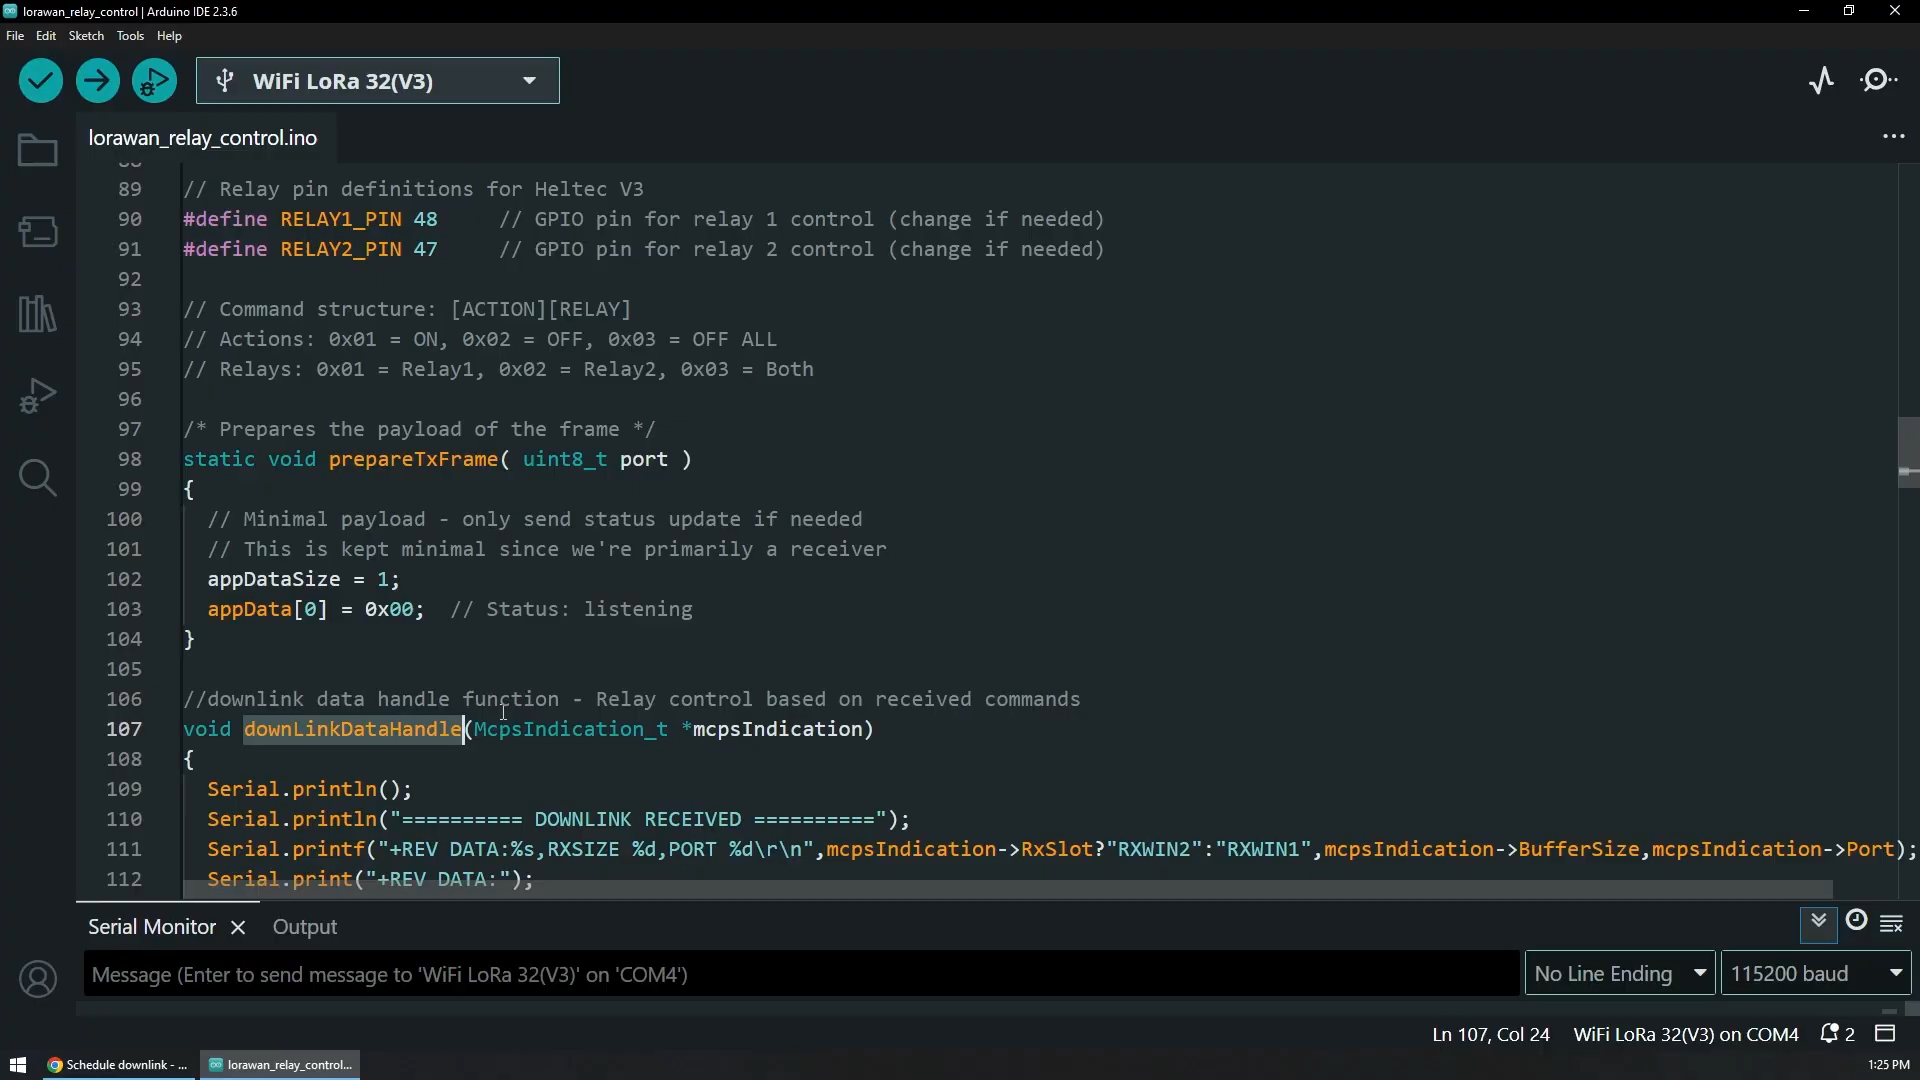 lorawan_relay_control | Arduino IDE 2.3.6
File Edit Sketch Tools Help
WiFi LoRa 32(V3)
lorawan_relay_control.ino
89 // Relay pin definitions for Heltec V3
90 #define RELAY1_PIN 48 // GPIO pin for relay 1 control (change if needed)
91 #define RELAY2_PIN 47 // GPIO pin for relay 2 control (change if needed)
92
93 // Command structure: [ACTION][RELAY]
94 // Actions: 0x01 = ON, 0x02 = OFF, 0x03 = OFF ALL
95 // Relays: 0x01 = Relay1, 0x02 = Relay2, 0x03 = Both
96
97 /* Prepares the payload of the frame */
98 static void prepareTxFrame( uint8_t port )
99 {
100 // Minimal payload - only send status update if needed
101 // This is kept minimal since we're primarily a receiver
102 appDataSize = 1;
103 appData[0] = 0x00; // Status: listening
104 }
105
106 //downlink data handle function - Relay control based on received commands
107 void downLinkDataHandle(McpsIndication_t *mcpsIndication)
108 {
109 Serial.println();
110 Serial.println("========== DOWNLINK RECEIVED ==========");
111 Serial.printf("+REV DATA:%s,RXSIZE %d,PORT %d\r\n",mcpsIndication->RxSlot?"RXWIN2":"RXWIN1",mcpsIndication->BufferSize,mcpsIndication->Port);
112 Serial.print("+REV DATA:");
Serial Monitor Output
Message (Enter to send message to 'WiFi LoRa 32(V3)' on 'COM4')
No Line Ending 115200 baud
Ln 107, Col 24 WiFi LoRa 32(V3) on COM4 2
Schedule downlink - ... lorawan_relay_control... 1:25 PM